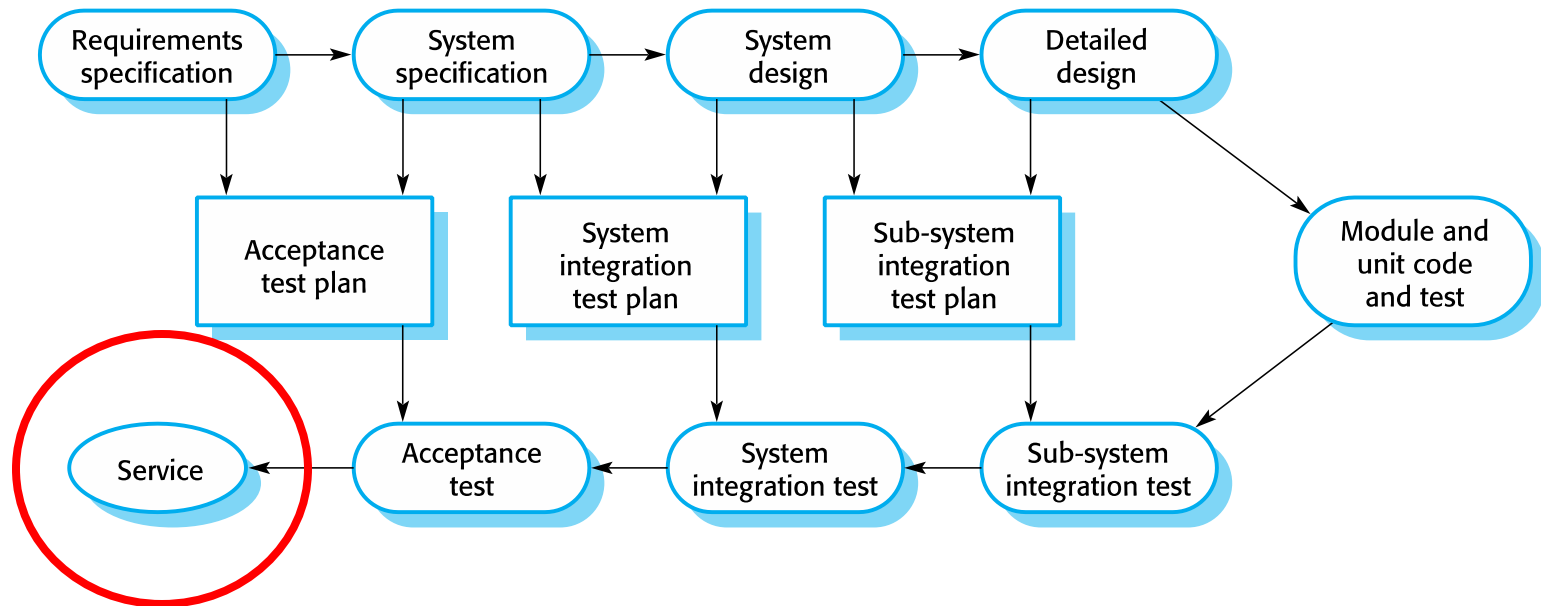 Requirements
specification
System
specification
System
design
Detailed
design
Acceptance
test plan
System
integration
test plan
Sub-system
integration
test plan
Module and
unit code
and test
Service
Acceptance
test
System
integration test
Sub-system
integration test